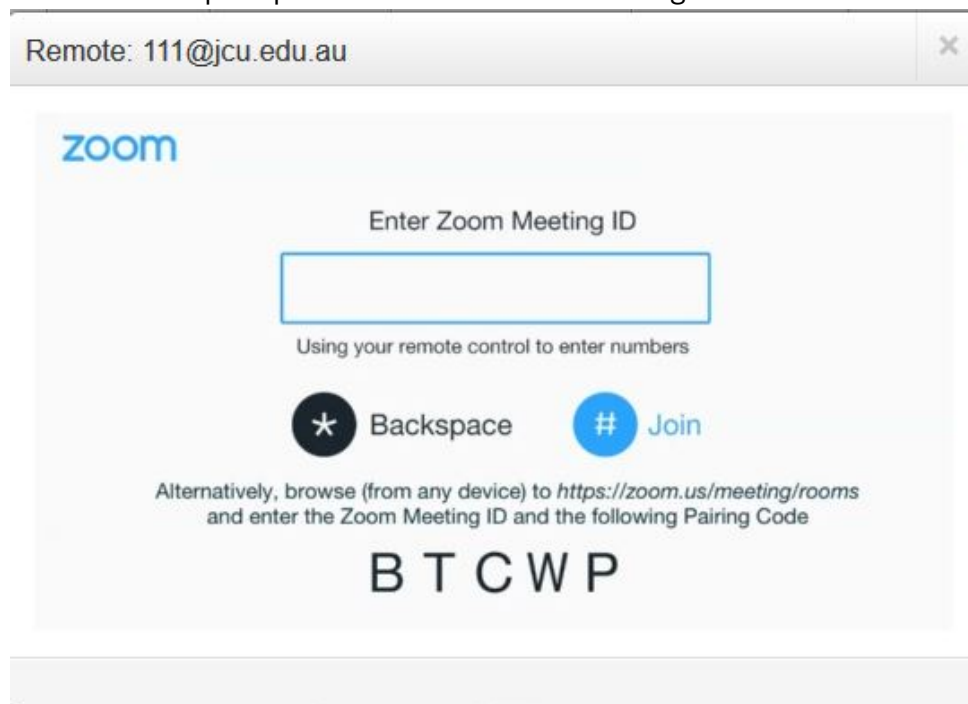 Remote: 111@jcu.edu.au
×
zoom
Enter Zoom Meeting ID
Using your remote control to enter numbers
* Backspace # Join
Alternatively, browse (from any device) to https://zoom.us/meeting/rooms
and enter the Zoom Meeting ID and the following Pairing Code
B T C W P